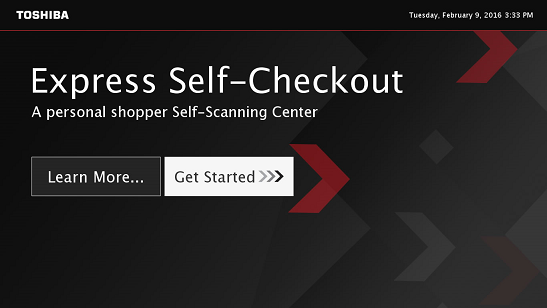 TOSHIBA
Tuesday, February 9, 2016 3:33 PM
Express Self-Checkout
A personal shopper Self-Scanning Center
Learn More...
Get Started